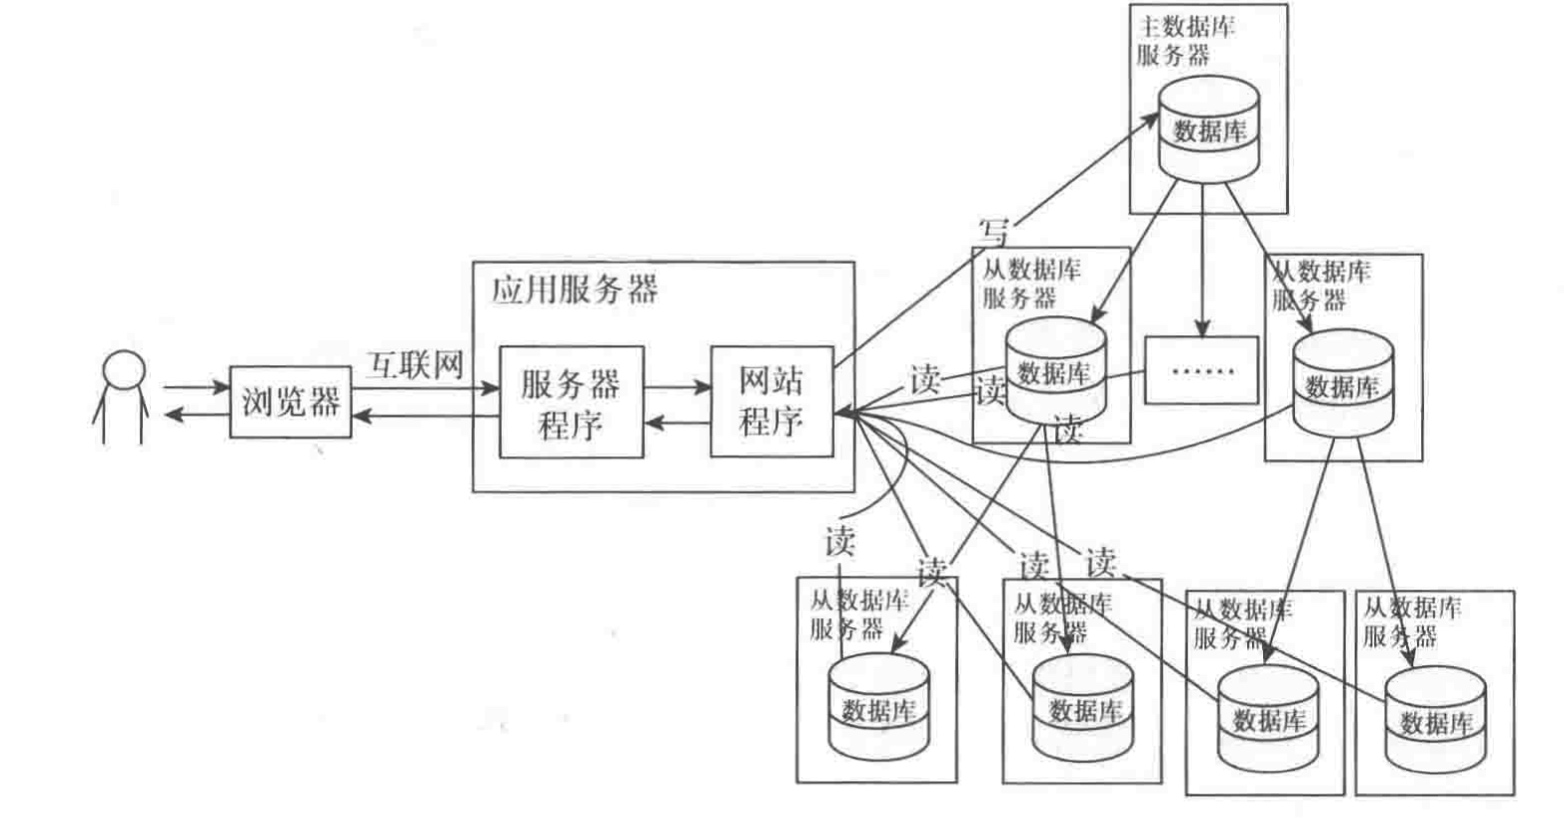 主数据库
服务器
数据库
写
从数据库
服务器
数据库
……
从数据库
服务器
数据库
应用服务器
互联网
浏览器
服务器
程序
网站
程序
读
读
读
读
读
读
读
从数据库
服务器
数据库
从数据库
服务器
数据库
从数据库
服务器
数据库
从数据库
服务器
数据库